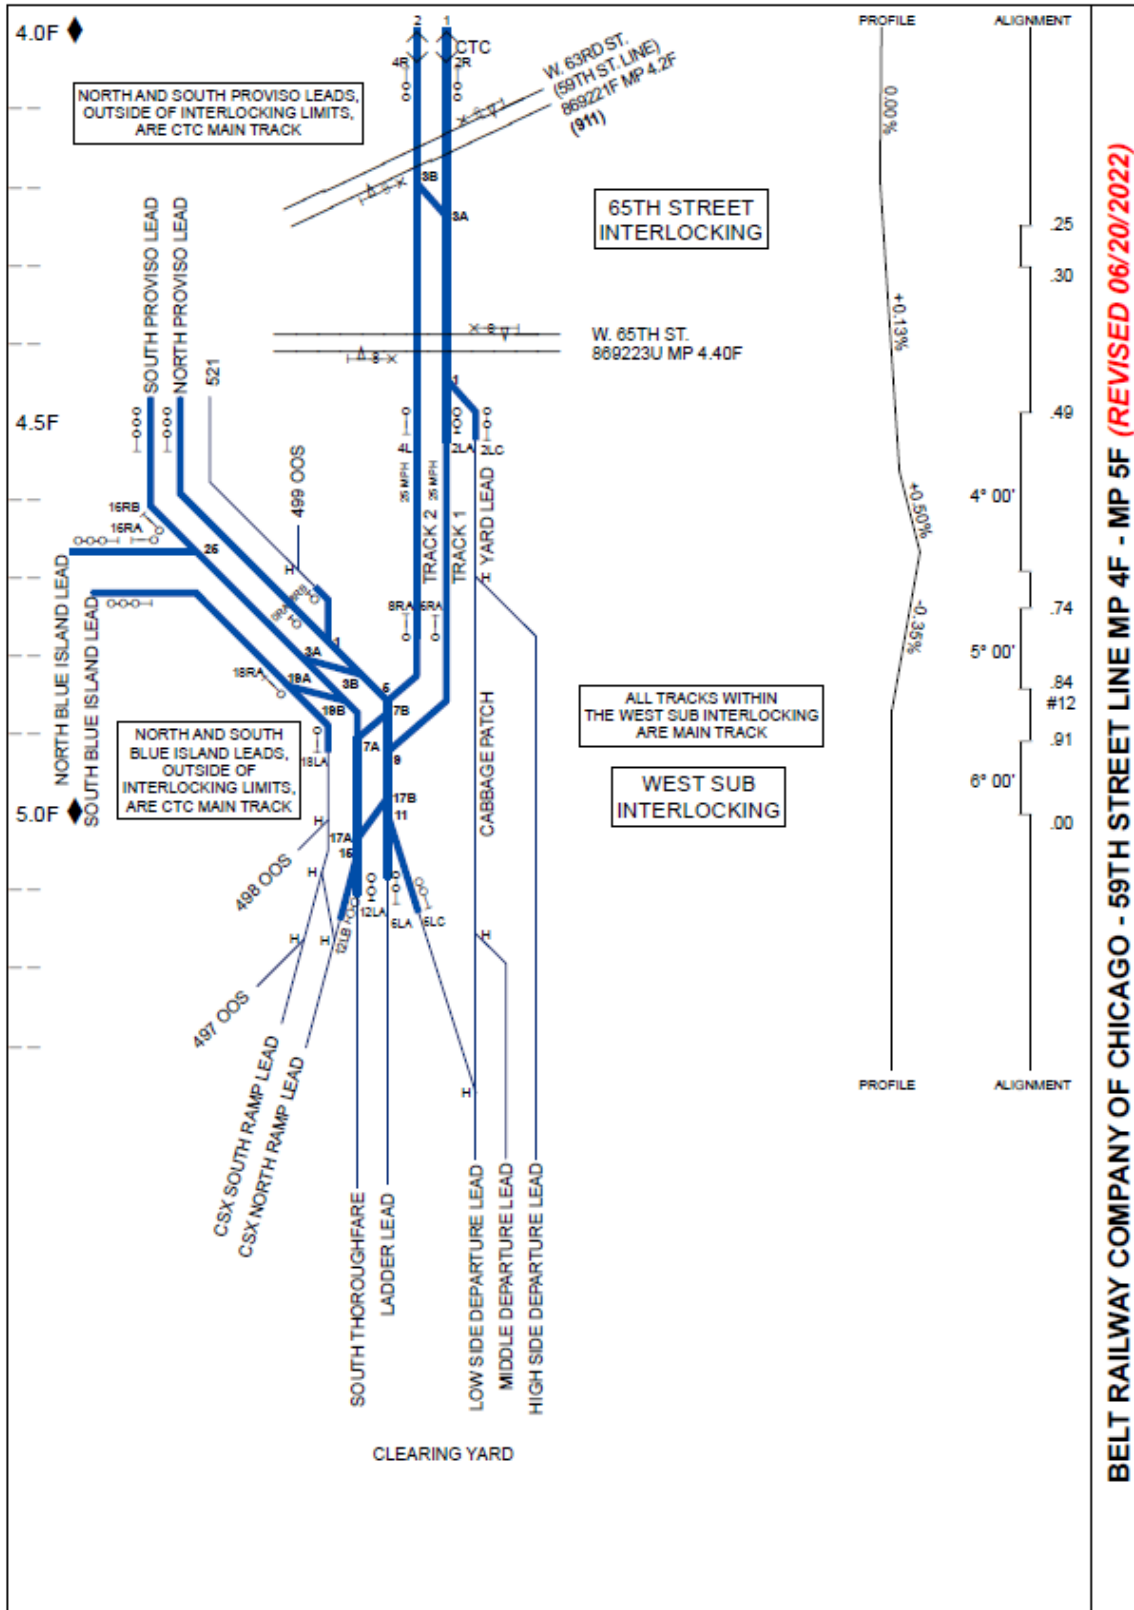 4.0F
2
1
PROFILE
ALIGNMENT
CTC
4R
2R
W. 63RD ST.
(59TH ST. LINE)
869221F MP 4.2F
(911)
NORTH AND SOUTH PROVISO LEADS,
OUTSIDE OF INTERLOCKING LIMITS,
ARE CTC MAIN TRACK
0.00%
3B
3A
65TH STREET
INTERLOCKING
.25
.30
SOUTH PROVISO LEAD
NORTH PROVISO LEAD
521
+0.13%
W. 65TH ST.
869223U MP 4.40F
1
4.5F
4L
2LA
2LC
.49
499 OOS
25 MPH
25 MPH
TRACK 2
TRACK 1
YARD LEAD
+0.50%
4° 00'
16RB
16RA
25
H
H
NORTH BLUE ISLAND LEAD
SOUTH BLUE ISLAND LEAD
8RA
6RA
.74
-0.35%
1
3A
3B
5° 00'
18RA
19A
19B
5
7B
7A
9
.84
#12
ALL TRACKS WITHIN
THE WEST SUB INTERLOCKING
ARE MAIN TRACK
NORTH AND SOUTH
BLUE ISLAND LEADS,
OUTSIDE OF
INTERLOCKING LIMITS,
ARE CTC MAIN TRACK
18LA
.91
6° 00'
WEST SUB
INTERLOCKING
CABBAGE PATCH
5.0F
17B
11
17A
15
.00
H
498 OOS
H
12LA
6LA
6LC
12LB
H
H
H
497 OOS
H
CSX SOUTH RAMP LEAD
CSX NORTH RAMP LEAD
SOUTH THOROUGHFARE
LADDER LEAD
LOW SIDE DEPARTURE LEAD
MIDDLE DEPARTURE LEAD
HIGH SIDE DEPARTURE LEAD
PROFILE
ALIGNMENT
CLEARING YARD
BELT RAILWAY COMPANY OF CHICAGO - 59TH STREET LINE MP 4F - MP 5F (REVISED 06/20/2022)